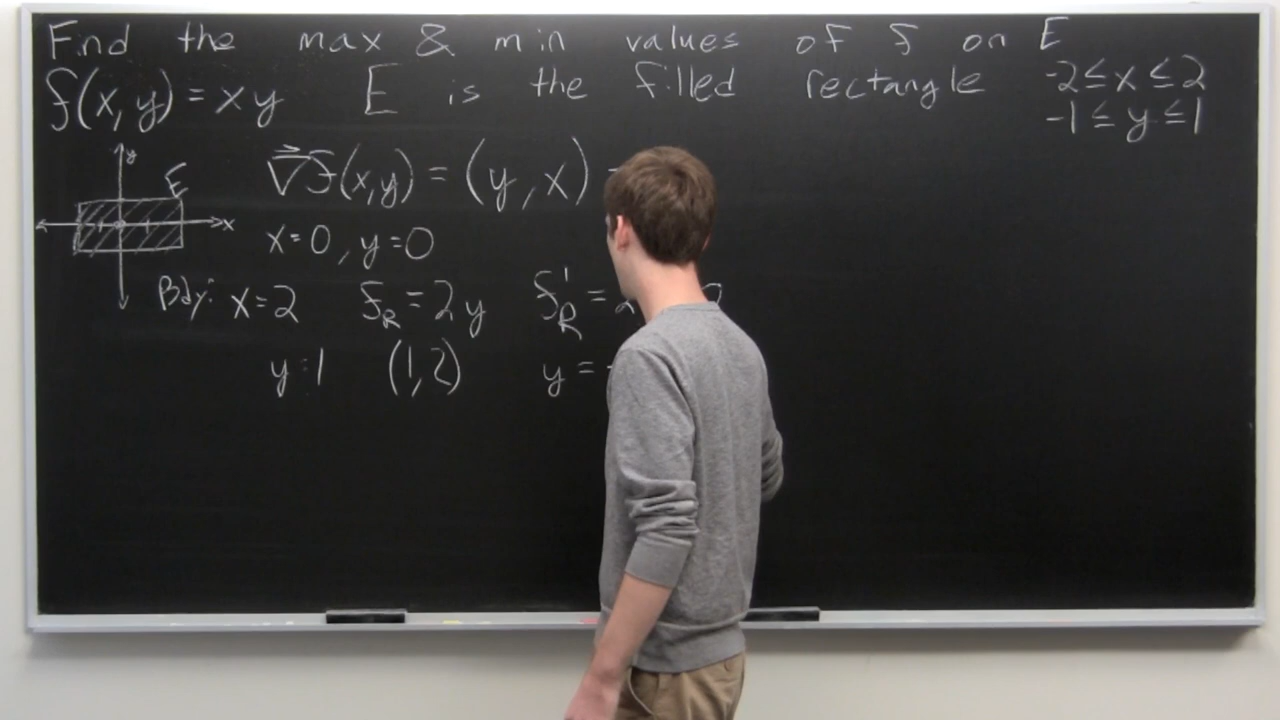 Find the max & min values of f on E
f(x,y) = xy E is the filled rectangle -2≤x≤2
-1≤y≤1
y E x
∇f(x,y) = (y,x)
x=0, y=0
Bdy: x=2 f_R = 2y f'_R =
y=1 (1,2) y =